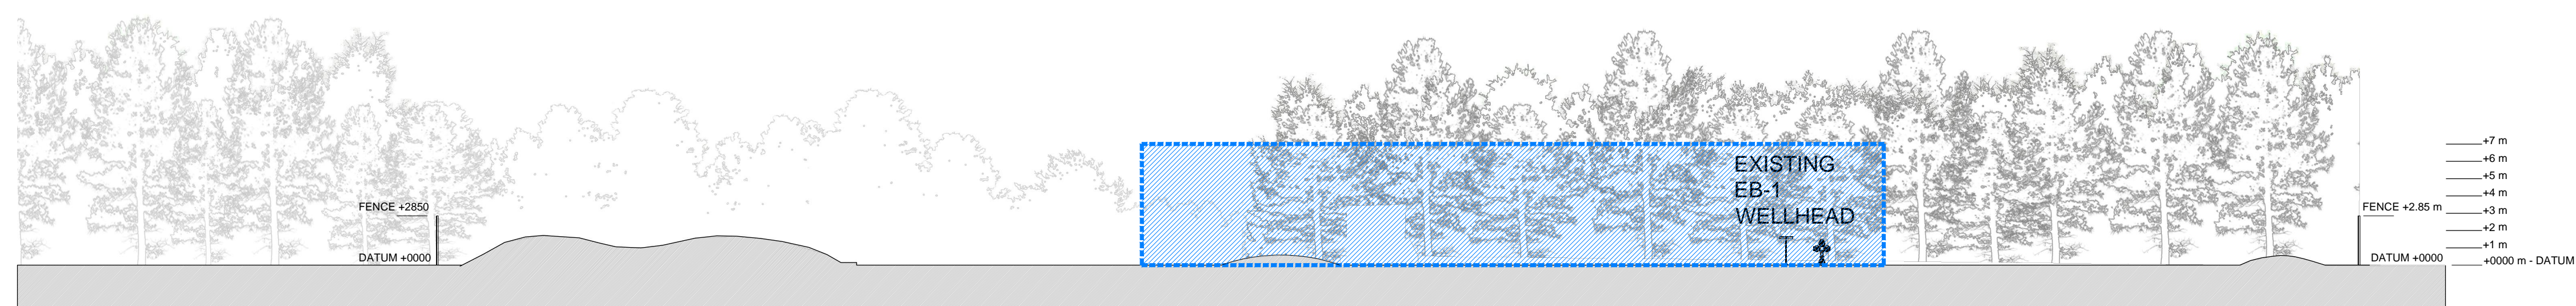 FENCE +2850
DATUM +0000
EXISTING
EB-1
WELLHEAD
FENCE +2.85 m
DATUM +0000
+7 m
+6 m
+5 m
+4 m
+3 m
+2 m
+1 m
+0000 m - DATUM